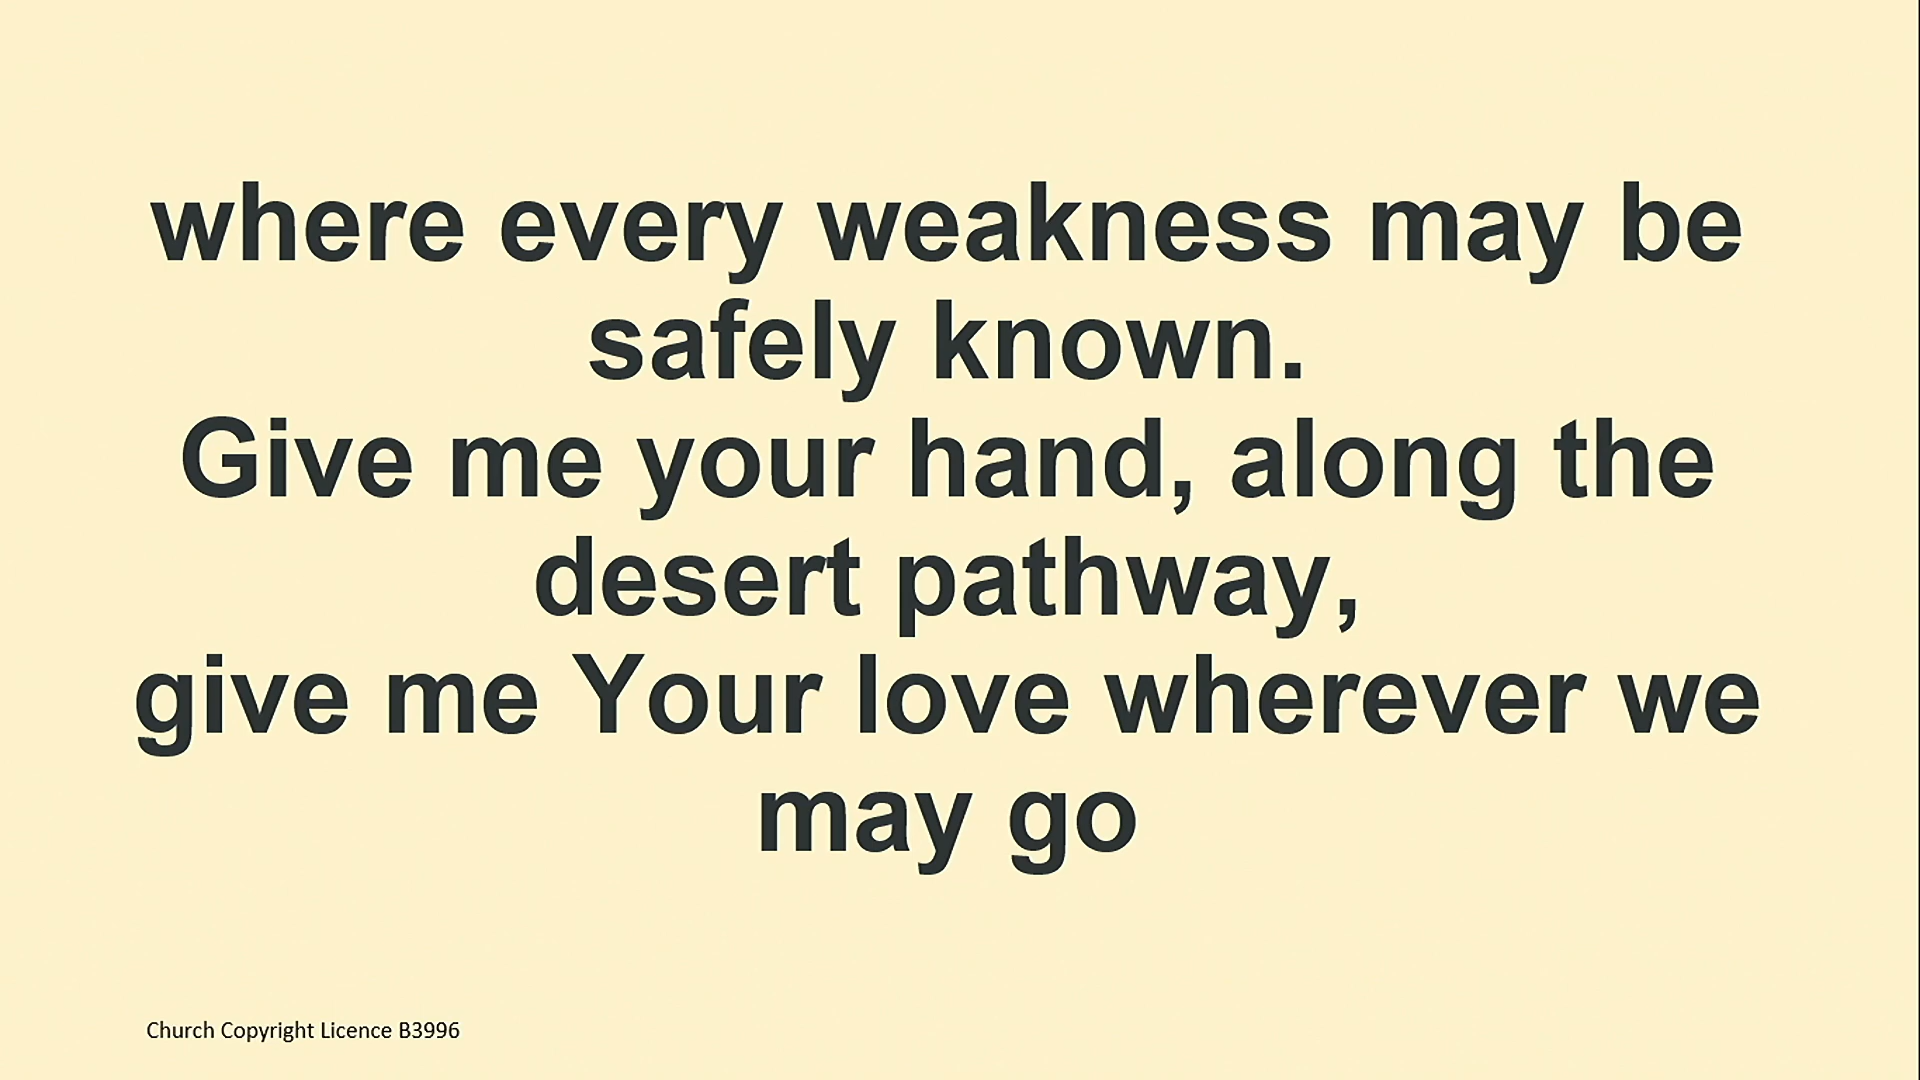 where every weakness may be
safely known.
Give me your hand, along the
desert pathway,
give me Your love wherever we
may go
Church Copyright Licence B3996